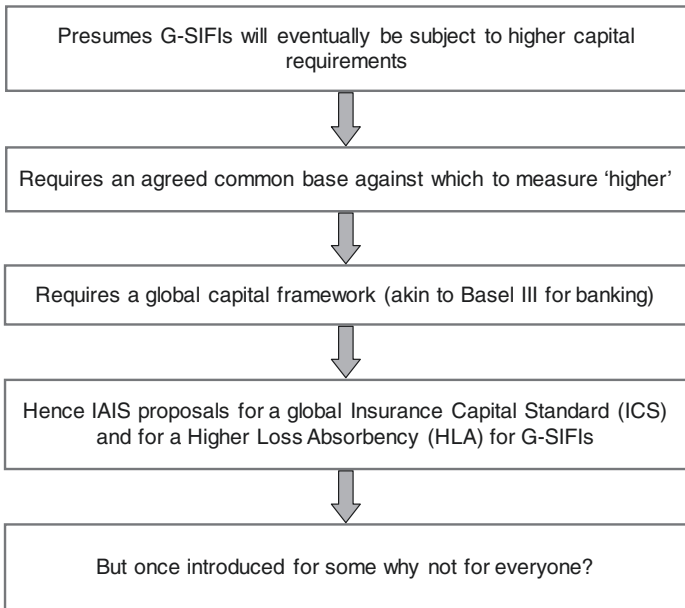 Presumes G-SIFIs will eventually be subject to higher capital
requirements
Requires an agreed common base against which to measure ‘higher’
Requires a global capital framework (akin to Basel III for banking)
Hence IAIS proposals for a global Insurance Capital Standard (ICS)
and for a Higher Loss Absorbency (HLA) for G-SIFIs
But once introduced for some why not for everyone?